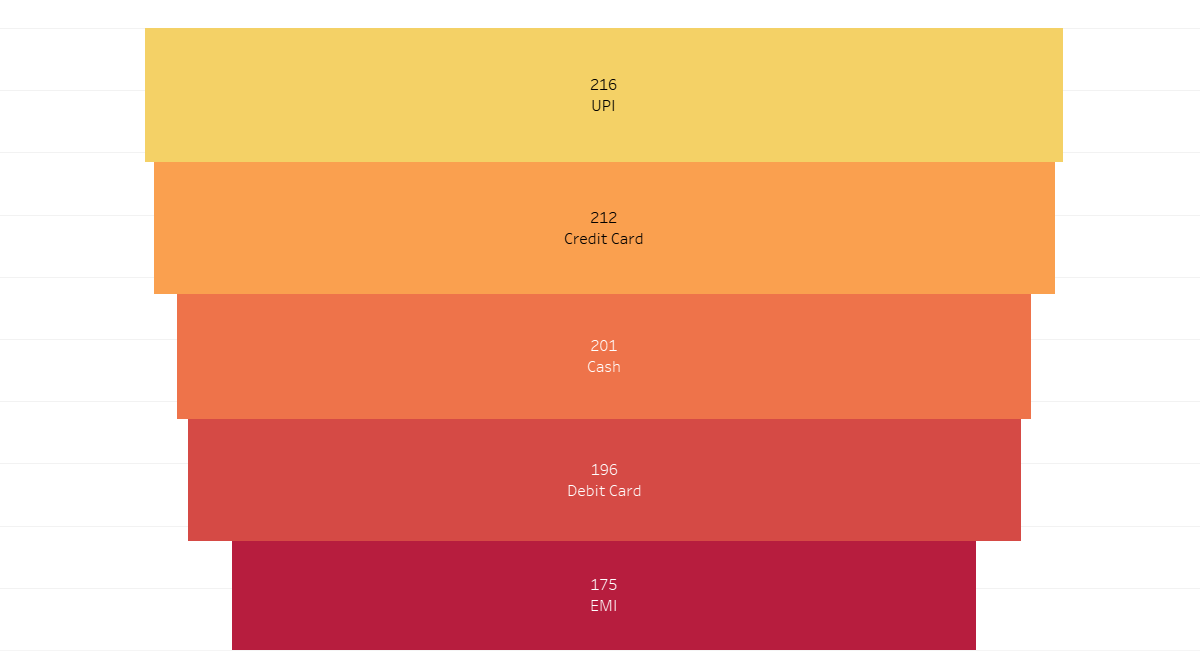 216
UPI
212
Credit Card
201
Cash
196
Debit Card
175
EMI